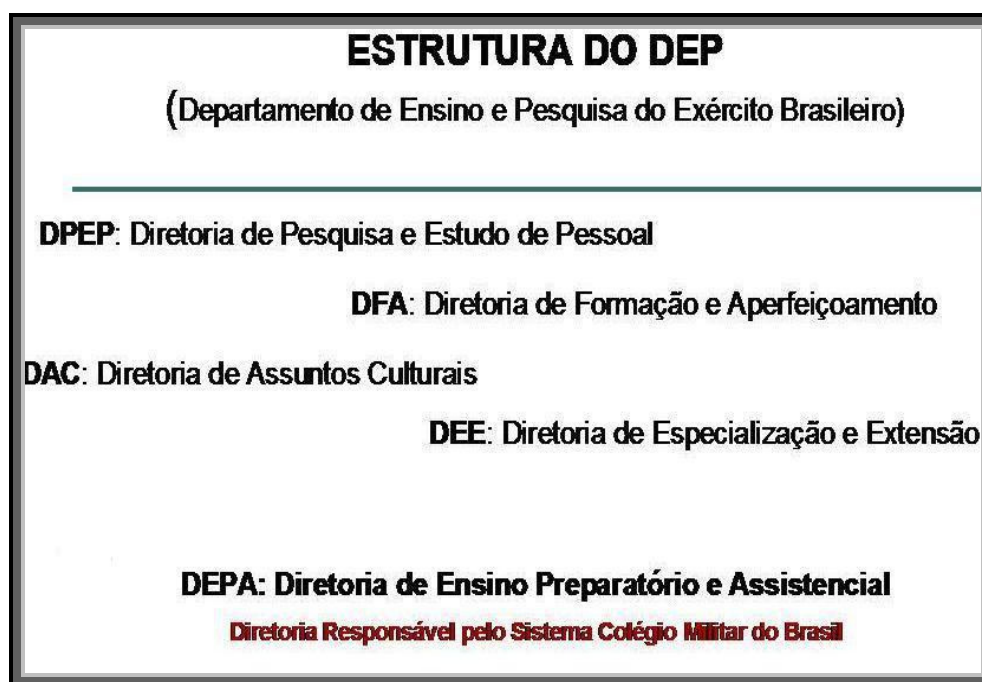 ESTRUTURA DO DEP
(Departamento de Ensino e Pesquisa do Exército Brasileiro)
DPEP: Diretoria de Pesquisa e Estudo de Pessoal
DFA: Diretoria de Formação e Aperfeiçoamento
DAC: Diretoria de Assuntos Culturais
DEE: Diretoria de Especialização e Extensão
DEPA: Diretoria de Ensino Preparatório e Assistencial
Diretoria Responsável pelo Sistema Colégio Militar do Brasil